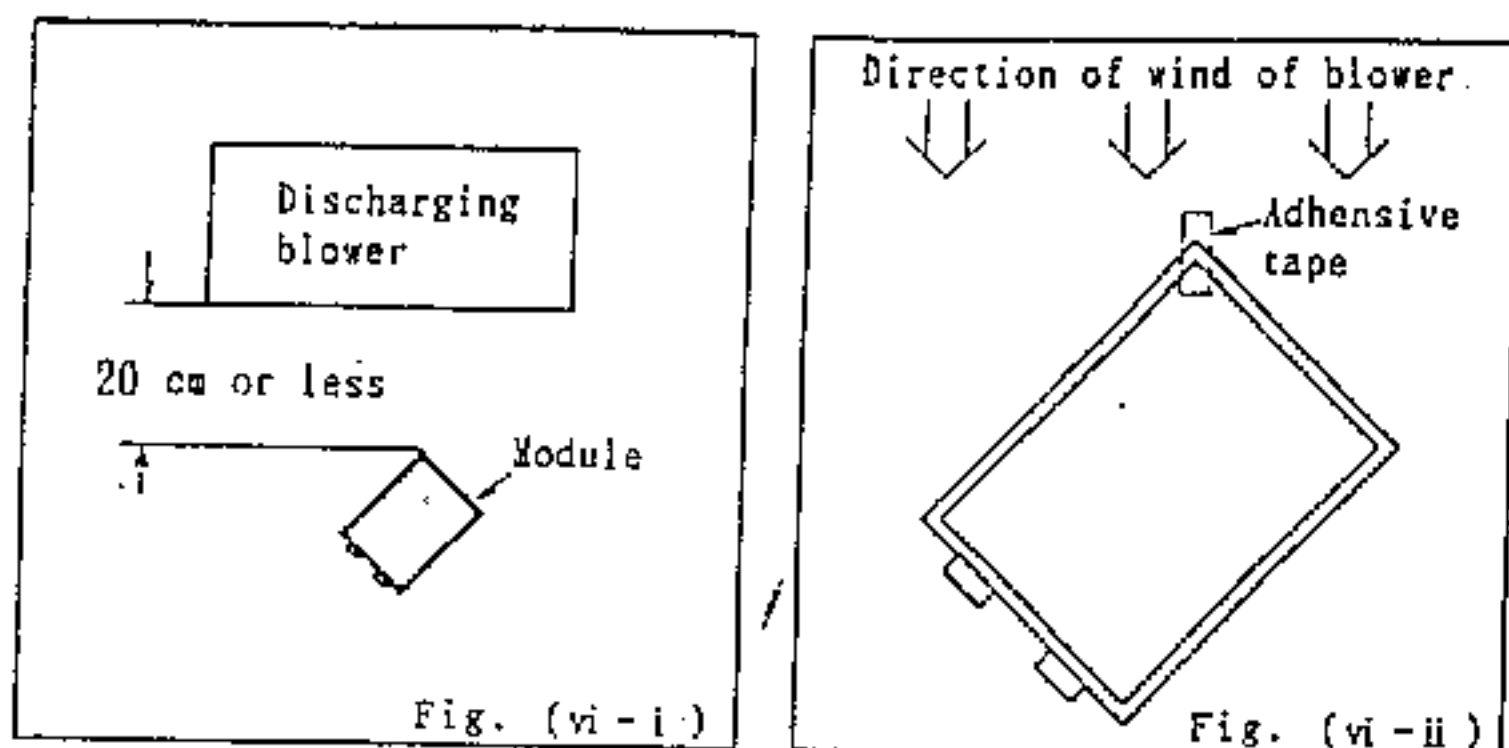 Discharging
blower
20 cm or less
Module
Fig. (vi-i)
Direction of wind of blower
Adhensive
tape
Fig. (vi-ii)